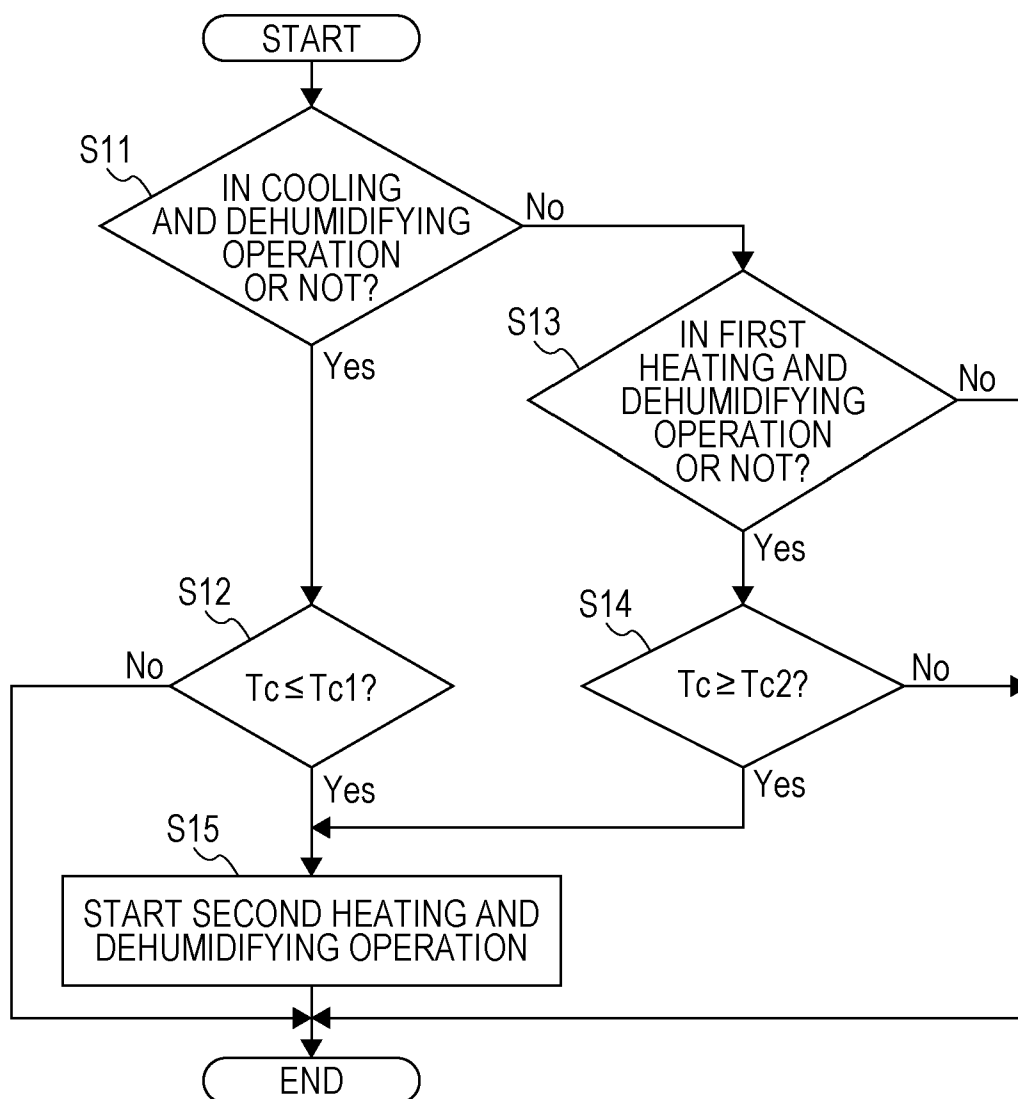 START
S11
IN COOLING
AND DEHUMIDIFYING
OPERATION
OR NOT?
No
Yes
S13
IN FIRST
HEATING AND
DEHUMIDIFYING
OPERATION
OR NOT?
No
Yes
S12
Tc ≤ Tc1?
No
Yes
S14
Tc ≥ Tc2?
No
Yes
S15
START SECOND HEATING AND
DEHUMIDIFYING OPERATION
END